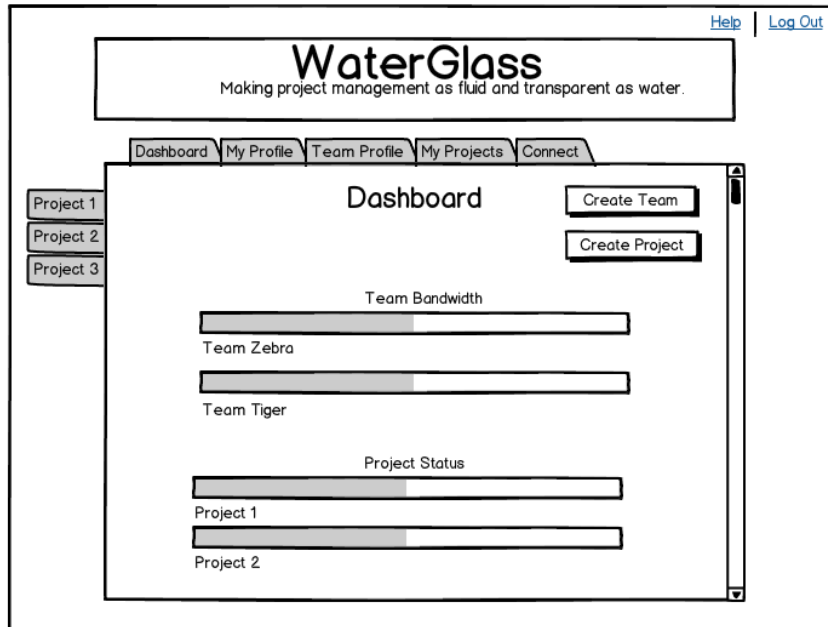 Help Log Out
WaterGlass
Making project management as fluid and transparent as water.
Dashboard My Profile Team Profile My Projects Connect
Project 1
Project 2
Project 3
Dashboard
Create Team
Create Project
Team Bandwidth
Team Zebra
Team Tiger
Project Status
Project 1
Project 2